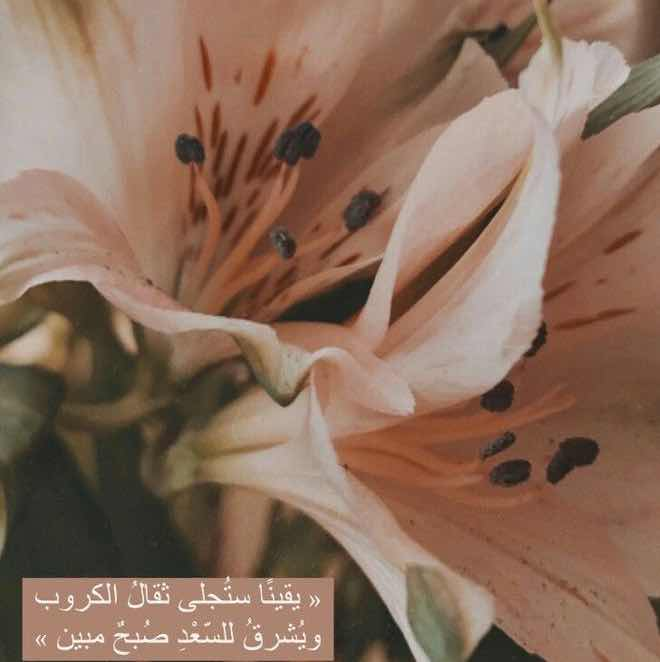 « يقينًا ستُجلى ثقالُ الكروب
ويُشرقُ للسّعْدِ صُبحٌ مبين »